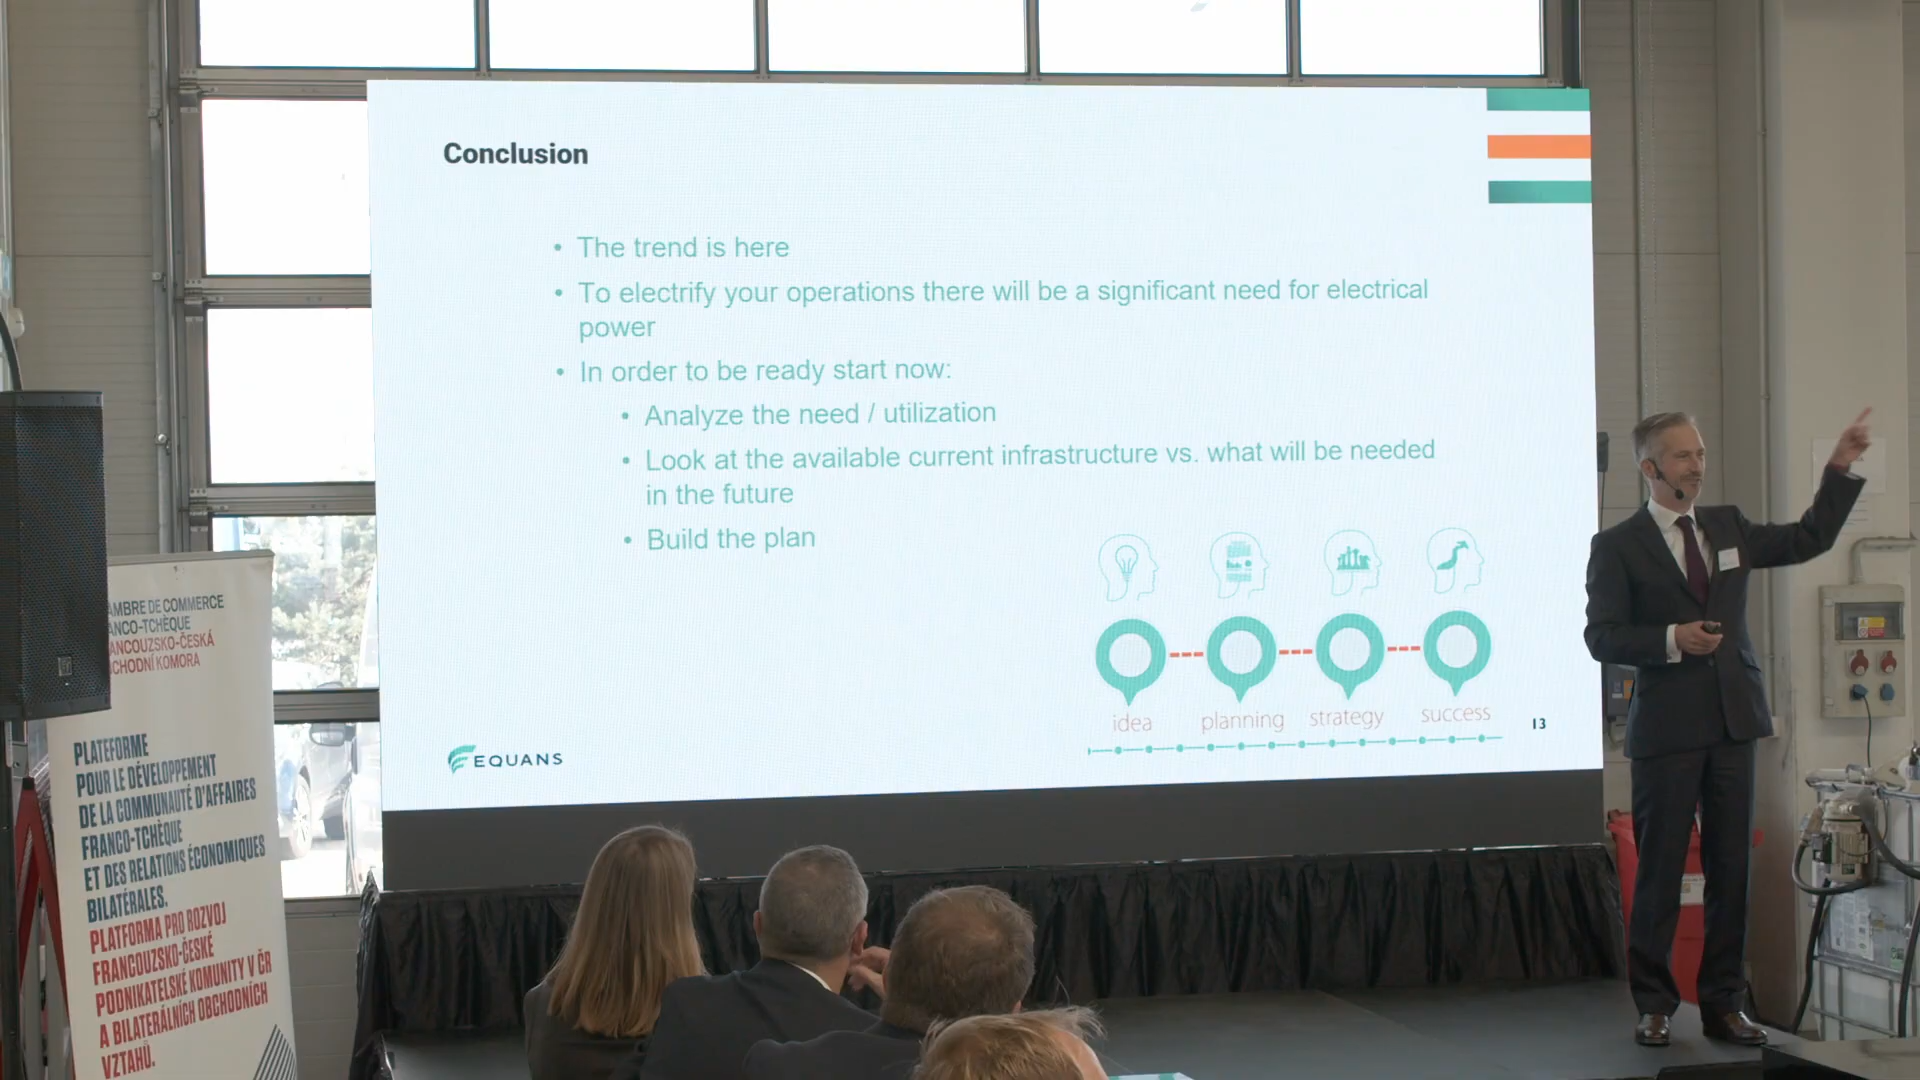 Conclusion
• The trend is here
• To electrify your operations there will be a significant need for electrical
power
• In order to be ready start now:
• Analyze the need / utilization
• Look at the available current infrastructure vs. what will be needed
in the future
• Build the plan
idea planning strategy success
13
EQUANS
MBRE DE COMMERCE
NCO-TCHÈQUE
ANCOUZSKO-ČESKÁ
CHODNÍ KOMORA
PLATEFORME
POUR LE DÉVELOPPEMENT
DE LA COMMUNAUTÉ D'AFFAIRES
FRANCO-TCHÈQUE
ET DES RELATIONS ÉCONOMIQUES
BILATÉRALES.
PLATFORMA PRO ROZVOJ
FRANCOUZSKO-ČESKÉ
PODNIKATELSKÉ KOMUNITY V ČR
A BILATERÁLNÍCH OBCHODNÍCH
VZTAHŮ.